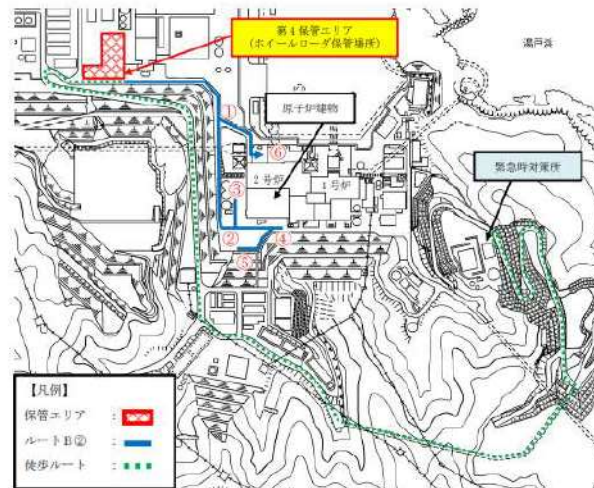 第4保管エリア
(ホイールローダ保管場所)
湯戸浜
①
原子炉建物
⑥
緊急時対策所
③
2号炉
1号炉
②
④
⑤
【凡例】
保管エリア :
ルートB② :
徒歩ルート :